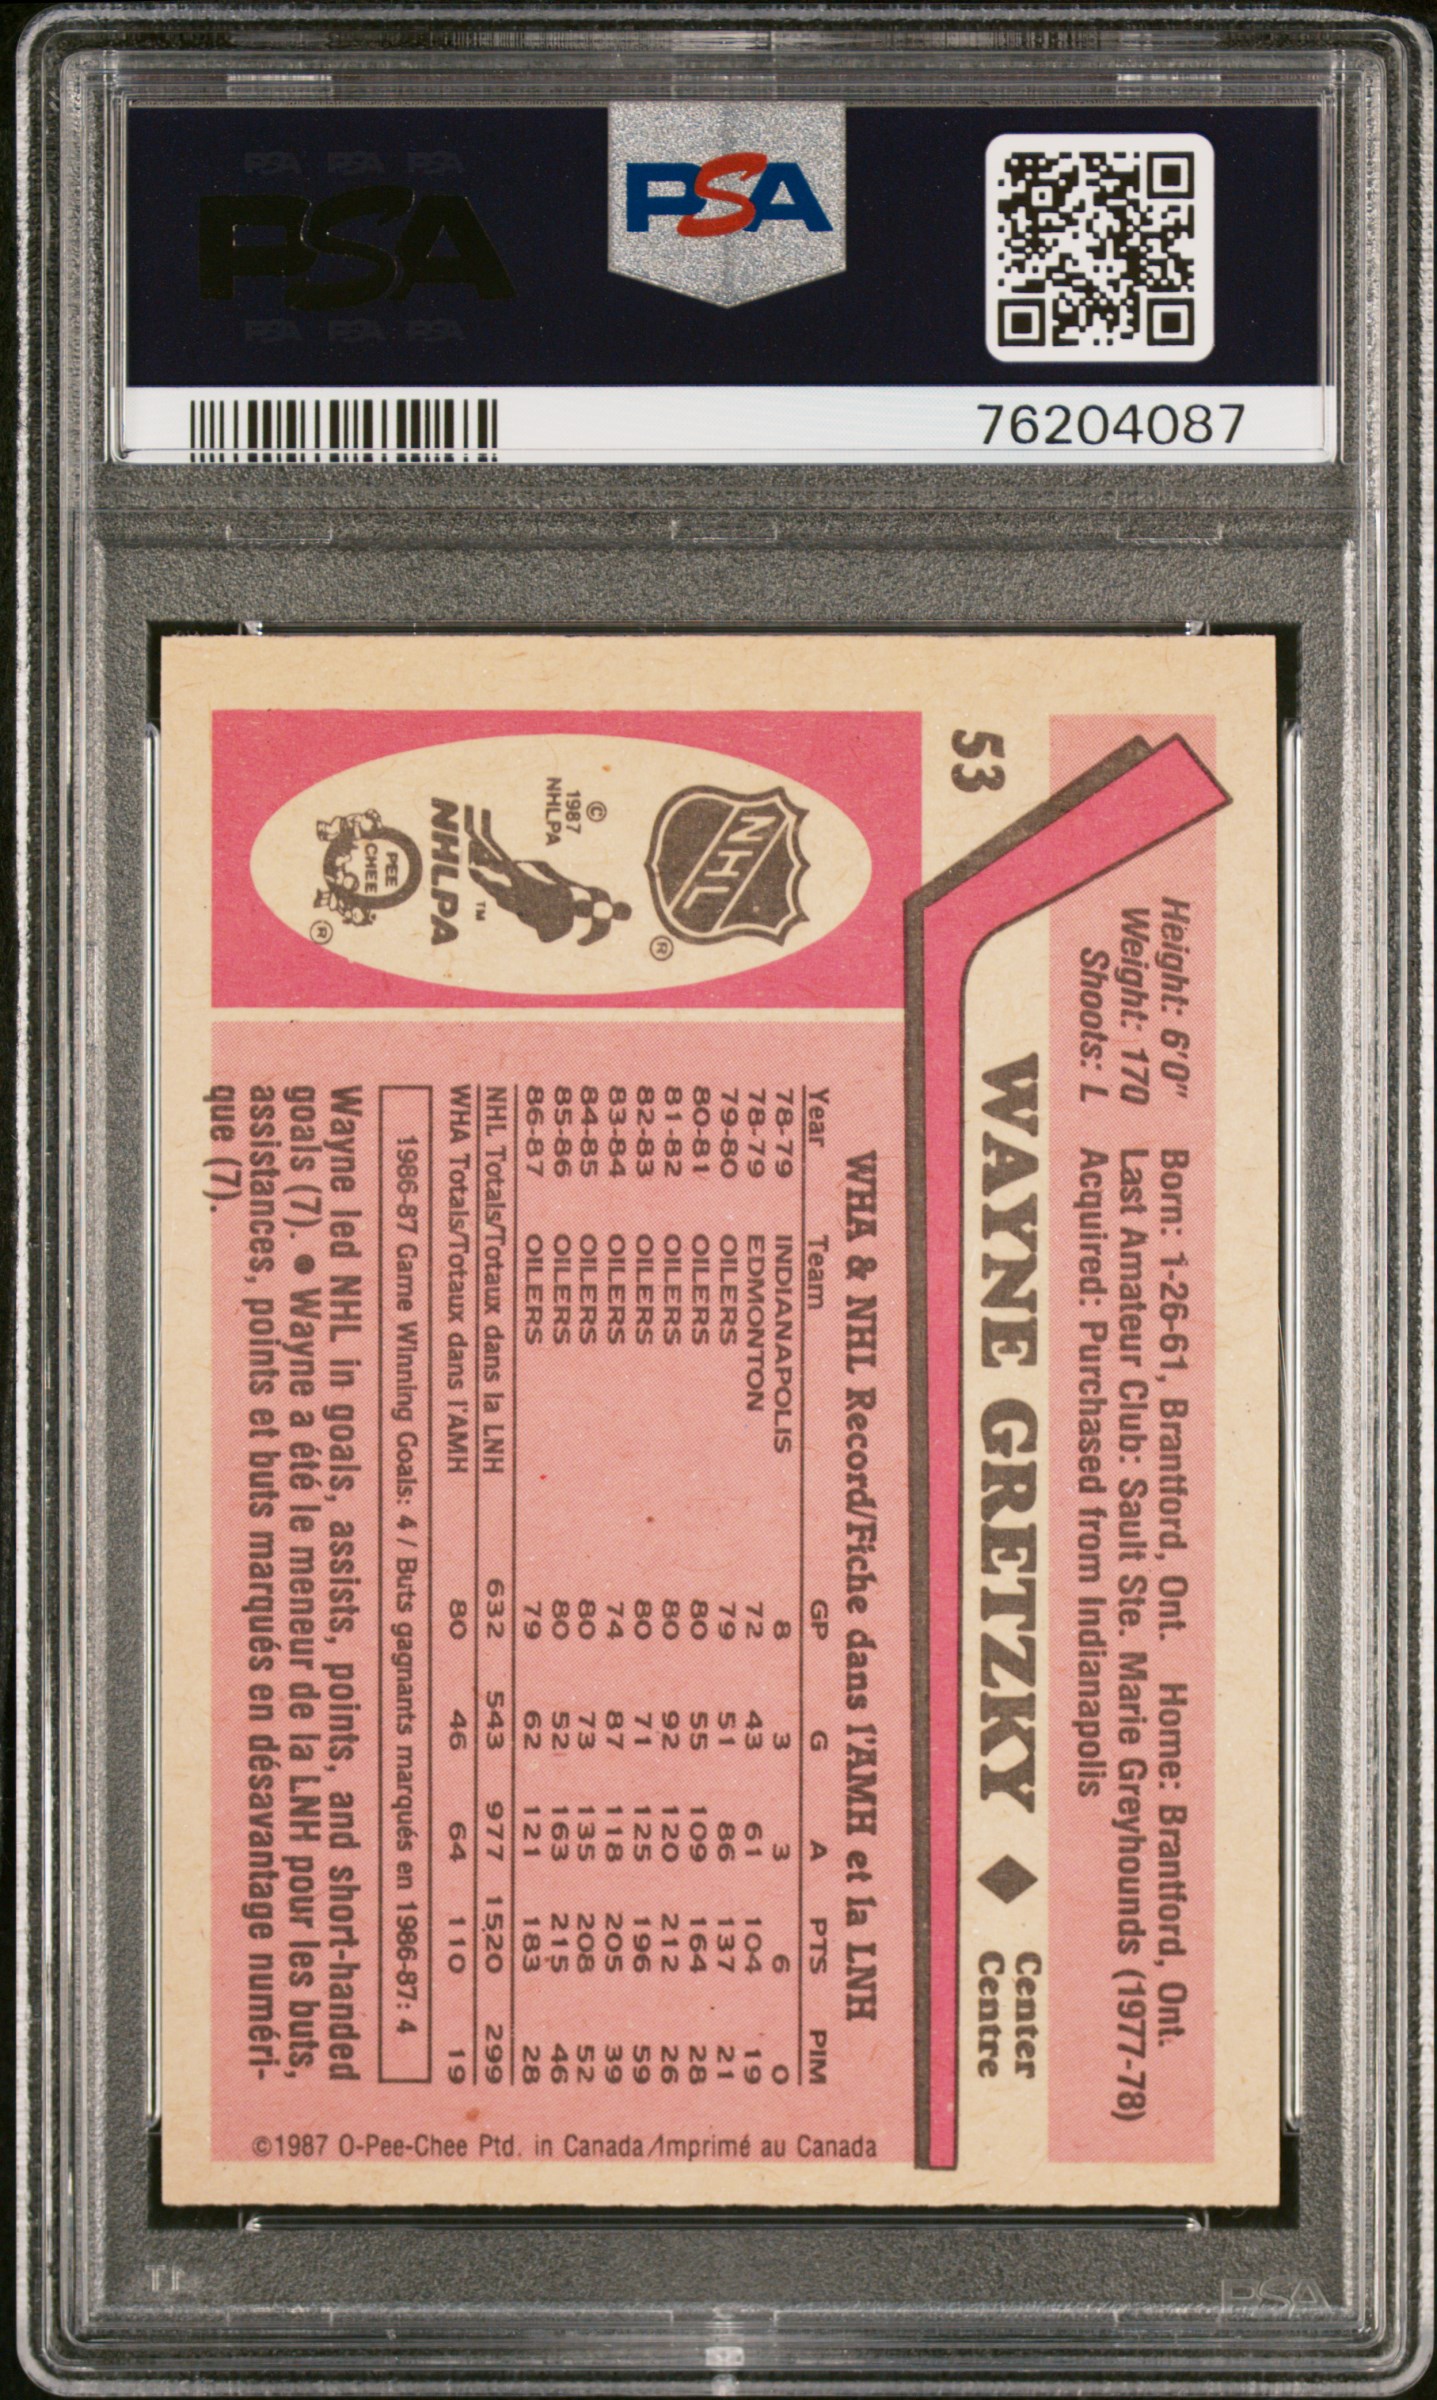 PSA PSA PSA
PSA
PSA PSA PSA
PSA
76204087
Height: 6'0" Born: 1-26-61, Brantford, Ont. Home: Brantford, Ont.
Weight: 170 Last Amateur Club: Sault Ste. Marie Greyhounds (1977-78)
Shoots: L Acquired: Purchased from Indianapolis
53
WAYNE GRETZKY ♦ Center
Centre
NHL ®
© 1987 NHLPA
™
NHLPA
O PEE CHEE ®
WHA & NHL Record/Fiche dans l'AMH et la LNH
Year Team GP G A PTS PIM
78-79 INDIANAPOLIS 8 3 3 6 0
78-79 EDMONTON 72 43 61 104 19
79-80 OILERS 79 51 86 137 21
80-81 OILERS 80 55 109 164 28
81-82 OILERS 80 92 120 212 26
82-83 OILERS 80 71 125 196 59
83-84 OILERS 74 87 118 205 39
84-85 OILERS 80 73 135 208 52
85-86 OILERS 80 52 163 215 46
86-87 OILERS 79 62 121 183 28
NHL Totals/Totaux dans la LNH 632 543 977 1520 299
WHA Totals/Totaux dans l'AMH 80 46 64 110 19
1986-87 Game Winning Goals: 4 / Buts gagnants marqués en 1986-87: 4
Wayne led NHL in goals, assists, points, and short-handed
goals (7). ● Wayne a été le meneur de la LNH pour les buts,
assistances, points et buts marqués en désavantage numéri-
que (7).
©1987 O-Pee-Chee Ptd. in Canada/Imprimé au Canada
PSA